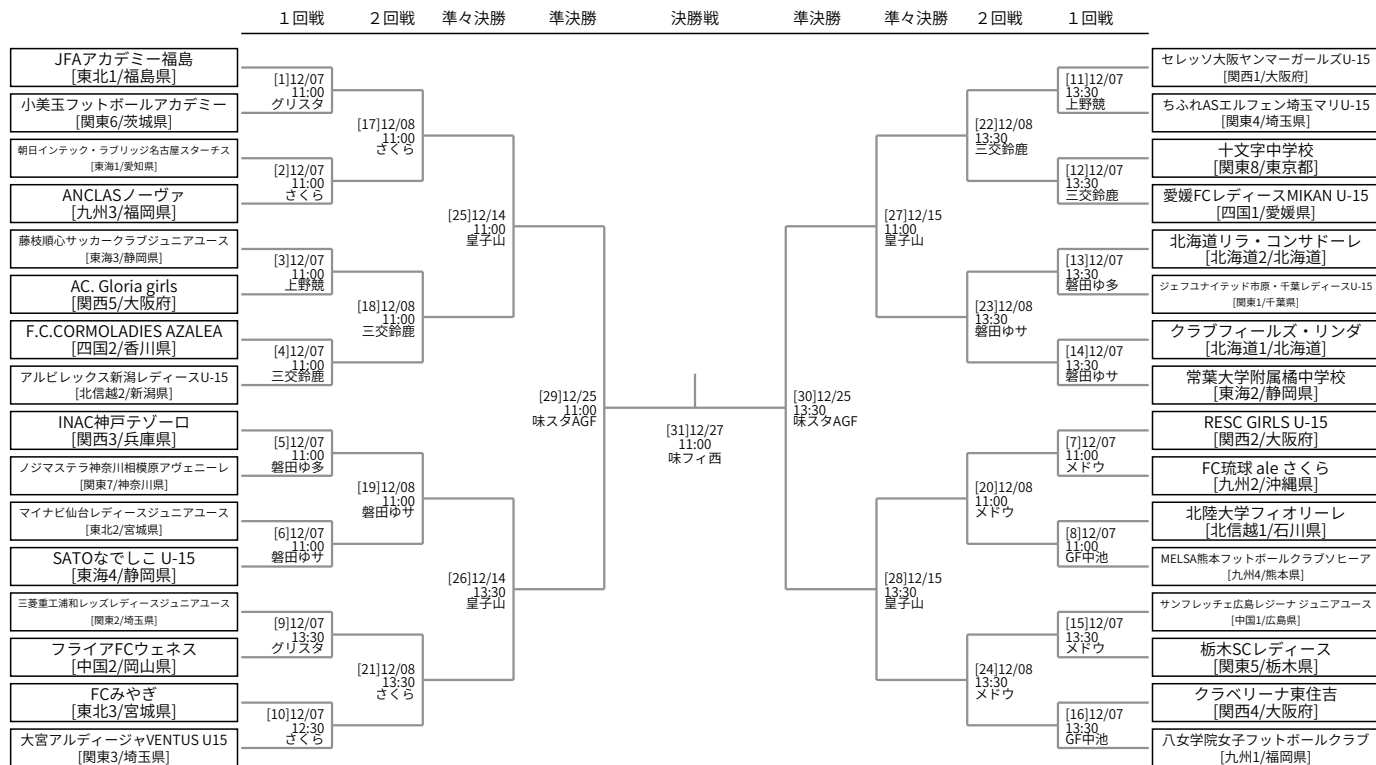 １回戦 ２回戦 準々決勝 準決勝 決勝戦 準決勝 準々決勝 ２回戦 １回戦
JFAアカデミー福島
[東北1/福島県]
小美玉フットボールアカデミー
[関東6/茨城県]
朝日インテック・ラブリッジ名古屋スターチス
[東海1/愛知県]
ANCLASノーヴァ
[九州3/福岡県]
藤枝順心サッカークラブジュニアユース
[東海3/静岡県]
AC. Gloria girls
[関西5/大阪府]
F.C.CORMOLADIES AZALEA
[四国2/香川県]
アルビレックス新潟レディースU-15
[北信越2/新潟県]
INAC神戸テゾーロ
[関西3/兵庫県]
ノジマステラ神奈川相模原アヴェニーレ
[関東7/神奈川県]
マイナビ仙台レディースジュニアユース
[東北2/宮城県]
SATOなでしこ U-15
[東海4/静岡県]
三菱重工浦和レッズレディースジュニアユース
[関東2/埼玉県]
フライアFCウェネス
[中国2/岡山県]
FCみやぎ
[東北3/宮城県]
大宮アルディージャVENTUS U15
[関東3/埼玉県]
[1]12/07
11:00
グリスタ
[2]12/07
11:00
さくら
[3]12/07
11:00
上野競
[4]12/07
11:00
三交鈴鹿
[5]12/07
11:00
磐田ゆ多
[6]12/07
11:00
磐田ゆサ
[9]12/07
13:30
グリスタ
[10]12/07
12:30
さくら
[17]12/08
11:00
さくら
[18]12/08
11:00
三交鈴鹿
[19]12/08
11:00
磐田ゆサ
[21]12/08
13:30
さくら
[25]12/14
11:00
皇子山
[26]12/14
13:30
皇子山
[29]12/25
11:00
味スタAGF
[31]12/27
11:00
味フィ西
[30]12/25
13:30
味スタAGF
[27]12/15
11:00
皇子山
[28]12/15
13:30
皇子山
[22]12/08
13:30
三交鈴鹿
[23]12/08
13:30
磐田ゆサ
[20]12/08
11:00
メドウ
[24]12/08
13:30
メドウ
[11]12/07
13:30
上野競
[12]12/07
13:30
三交鈴鹿
[13]12/07
13:30
磐田ゆ多
[14]12/07
13:30
磐田ゆサ
[7]12/07
11:00
メドウ
[8]12/07
11:00
GF中池
[15]12/07
13:30
メドウ
[16]12/07
13:30
GF中池
セレッソ大阪ヤンマーガールズU-15
[関西1/大阪府]
ちふれASエルフェン埼玉マリU-15
[関東4/埼玉県]
十文字中学校
[関東8/東京都]
愛媛FCレディースMIKAN U-15
[四国1/愛媛県]
北海道リラ・コンサドーレ
[北海道2/北海道]
ジェフユナイテッド市原・千葉レディースU-15
[関東1/千葉県]
クラブフィールズ・リンダ
[北海道1/北海道]
常葉大学附属橘中学校
[東海2/静岡県]
RESC GIRLS U-15
[関西2/大阪府]
FC琉球 ale さくら
[九州2/沖縄県]
北陸大学フィオリーレ
[北信越1/石川県]
MELSA熊本フットボールクラブソヒーア
[九州4/熊本県]
サンフレッチェ広島レジーナ ジュニアユース
[中国1/広島県]
栃木SCレディース
[関東5/栃木県]
クラベリーナ東住吉
[関西4/大阪府]
八女学院女子フットボールクラブ
[九州1/福岡県]